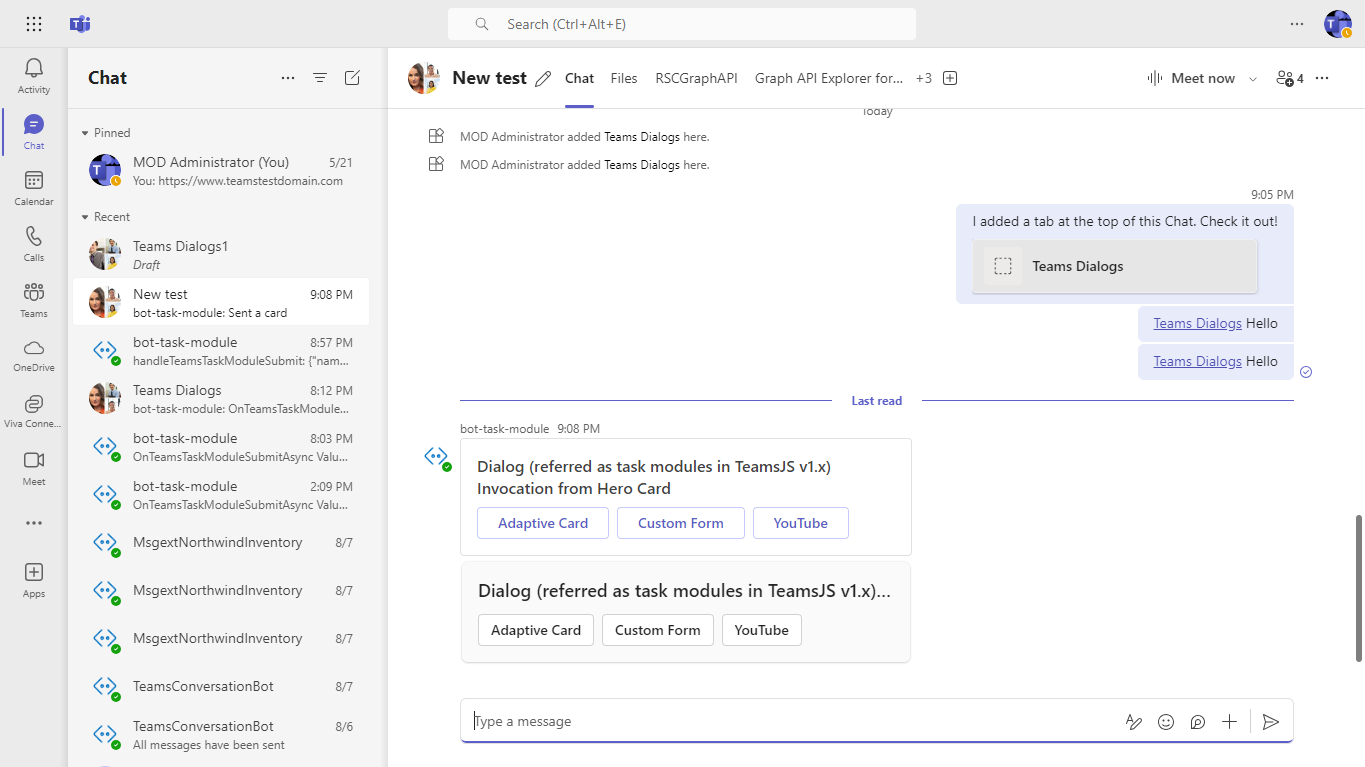 Search (Ctrl+Alt+E)
Activity
Chat
Calendar
Calls
Teams
OneDrive
Viva Conne...
Meet
Apps
Chat
Pinned
MOD Administrator (You) 5/21
You: https://www.teamstestdomain.com
Recent
Teams Dialogs1
Draft
New test 9:08 PM
bot-task-module: Sent a card
bot-task-module 8:57 PM
handleTeamsTaskModuleSubmit: {"nam...
Teams Dialogs 8:12 PM
bot-task-module: OnTeamsTaskModule...
bot-task-module 8:03 PM
OnTeamsTaskModuleSubmitAsync Valu...
bot-task-module 2:09 PM
OnTeamsTaskModuleSubmitAsync Valu...
MsgextNorthwindInventory 8/7
MsgextNorthwindInventory 8/7
MsgextNorthwindInventory 8/7
TeamsConversationBot 8/7
TeamsConversationBot 8/6
All messages have been sent
New test Chat Files RSCGraphAPI Graph API Explorer for... +3 Meet now 4
Today
MOD Administrator added Teams Dialogs here.
MOD Administrator added Teams Dialogs here.
9:05 PM
I added a tab at the top of this Chat. Check it out!
Teams Dialogs
Teams Dialogs Hello
Teams Dialogs Hello
Last read
bot-task-module 9:08 PM
Dialog (referred as task modules in TeamsJS v1.x)
Invocation from Hero Card
Adaptive Card Custom Form YouTube
Dialog (referred as task modules in TeamsJS v1.x)...
Adaptive Card Custom Form YouTube
Type a message